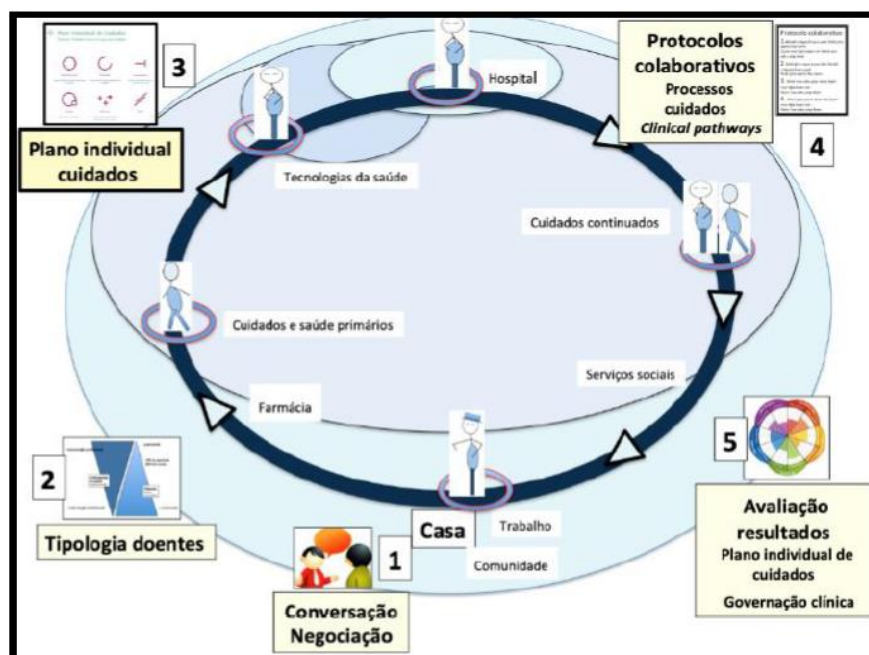 3
Plano individual
cuidados
Hospital
Tecnologias da saúde
Protocolos
colaborativos
Processos
cuidados
Clinical pathways
Protocolo colaborativo
4
Cuidados continuados
Cuidados e saúde primários
Farmácia
Serviços sociais
2
Tipologia doentes
1
Conversação
Negociação
Casa
Trabalho
Comunidade
5
Avaliação
resultados
Plano individual de
cuidados
Governação clínica